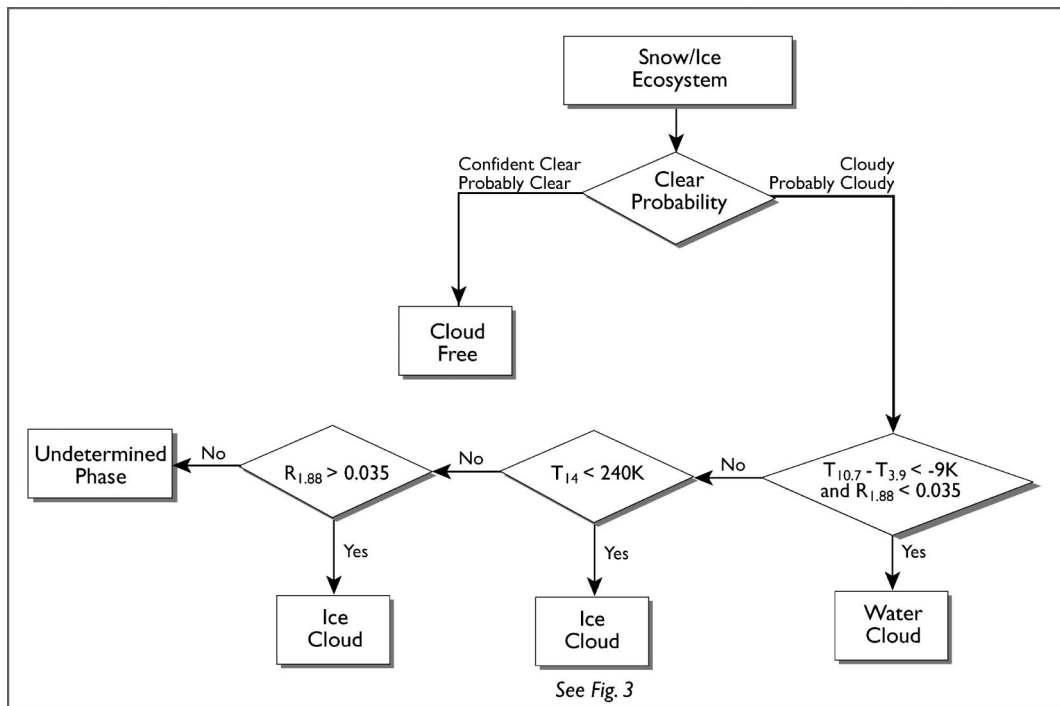 Snow/Ice
Ecosystem
Confident Clear
Probably Clear
Clear
Probability
Cloudy
Probably Cloudy
Cloud
Free
Undetermined
Phase
No
R1.88 > 0.035
No
T14 < 240K
No
T10.7 - T3.9 < -9K
and R1.88 < 0.035
Yes
Yes
Yes
Ice
Cloud
Ice
Cloud
Water
Cloud
See Fig. 3